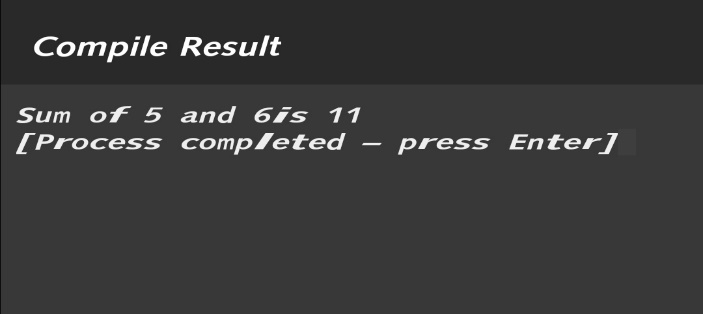 Compile Result
Sum of 5 and 6is 11
[Process completed – press Enter]